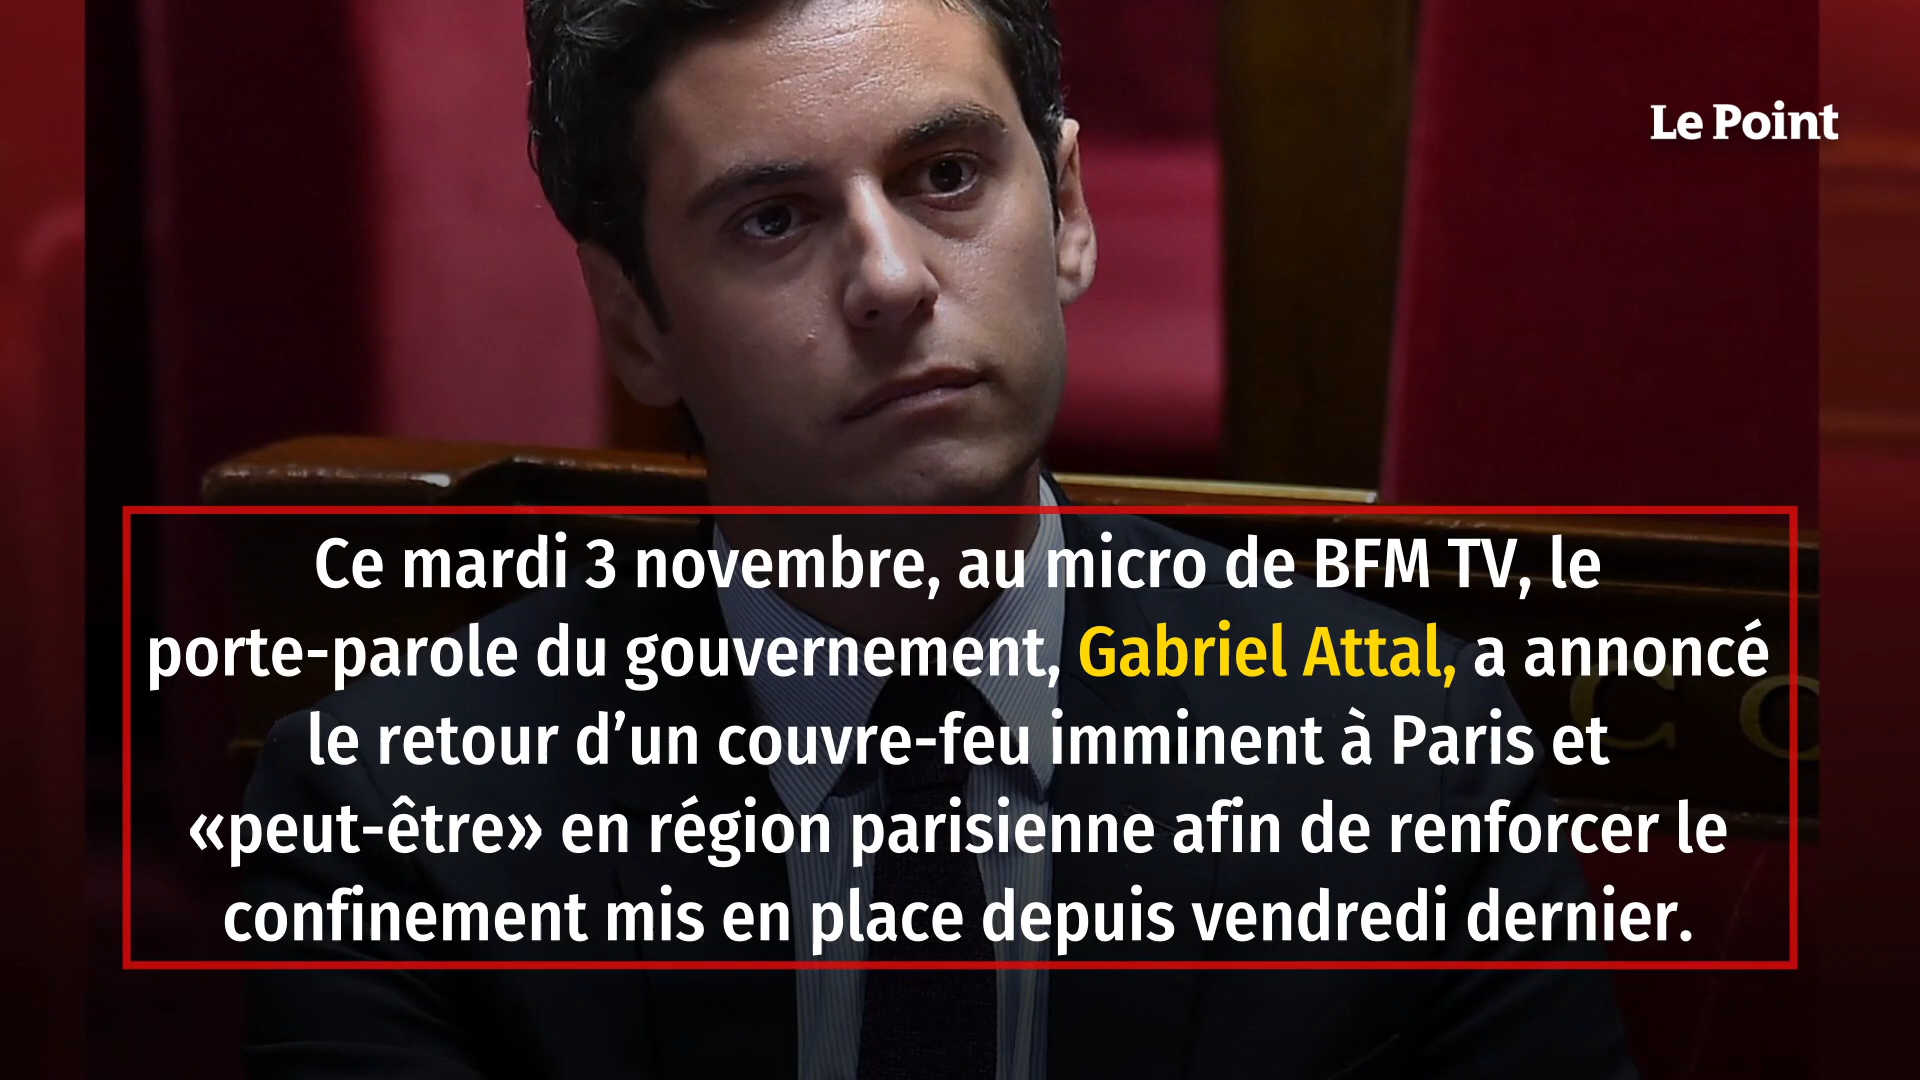 Le Point
Ce mardi 3 novembre, au micro de BFM TV, le
porte-parole du gouvernement, Gabriel Attal, a annoncé
le retour d’un couvre-feu imminent à Paris et
«peut-être» en région parisienne afin de renforcer le
confinement mis en place depuis vendredi dernier.
C O